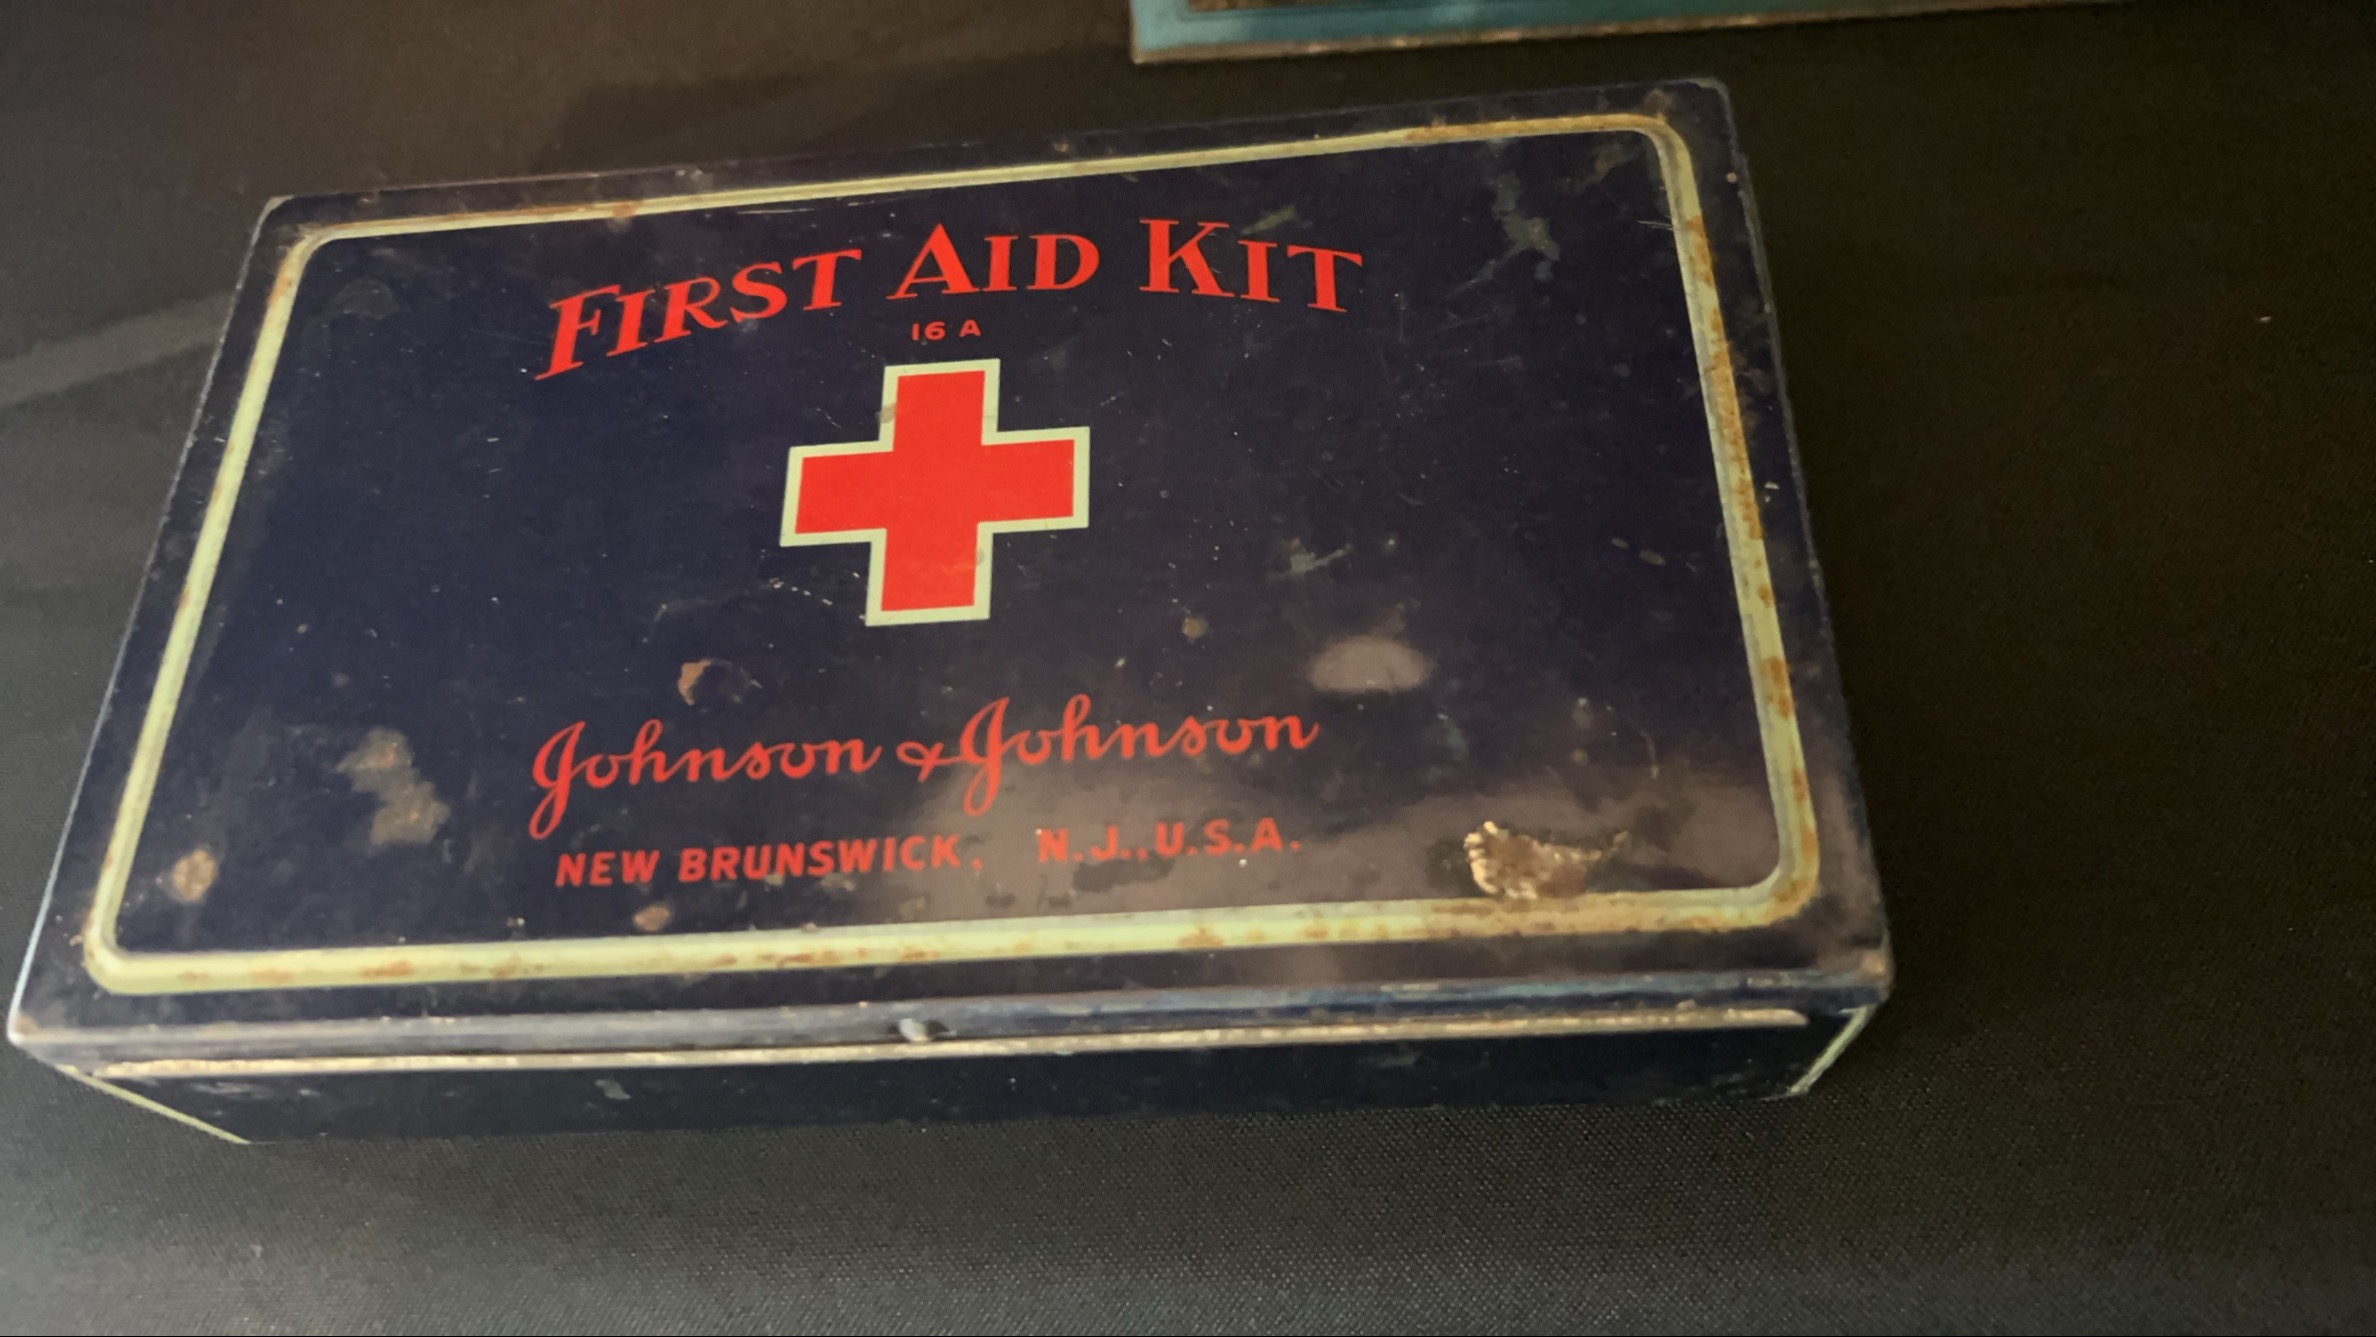 FIRST AID KIT
16 A
Johnson & Johnson
NEW BRUNSWICK, N.J., U.S.A.